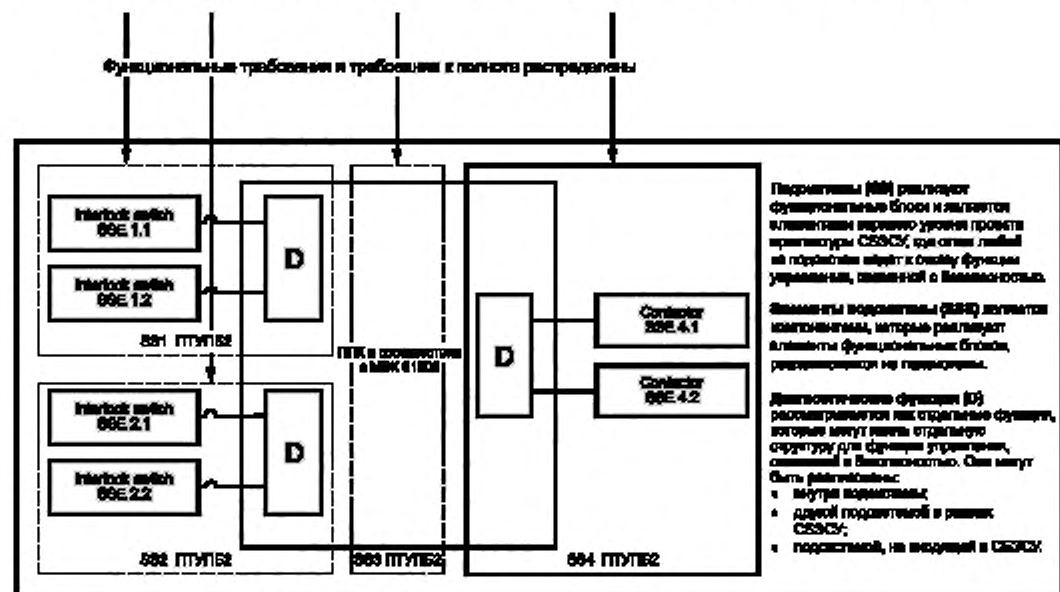 Функциональные требования и требования к полноте распределены
Interlock switch
SSE 1.1
Interlock switch
SSE 1.2
D
SS1 ПТУПБ2
Interlock switch
SSE 2.1
Interlock switch
SSE 2.2
D
SS2 ПТУПБ2
ПЛК в соответствии
с МЭК 61508
SS3 ПТУПБ2
D
Contactor
SSE 4.1
Contactor
SSE 4.2
SS4 ПТУПБ2
Подсистемы (SS) реализуют
функциональные блоки и являются
элементами верхнего уровня проекта
архитектуры СБЭСУ, где отказ любой
из подсистем ведет к отказу функции
управления, связанной с безопасностью.
Элементы подсистемы (SSE) являются
компонентами, которые реализуют
элементы функциональных блоков,
на подсистемы.
Диагностические функции (D)
рассматриваются как отдельные функции,
которые могут иметь отдельную
структуру для функции управления,
связанной с безопасностью. Они могут
быть реализованы:
• внутри подсистемы;
• другой подсистемой в рамках
СБЭСУ;
• подсистемой, не входящей в СБЭСУ.